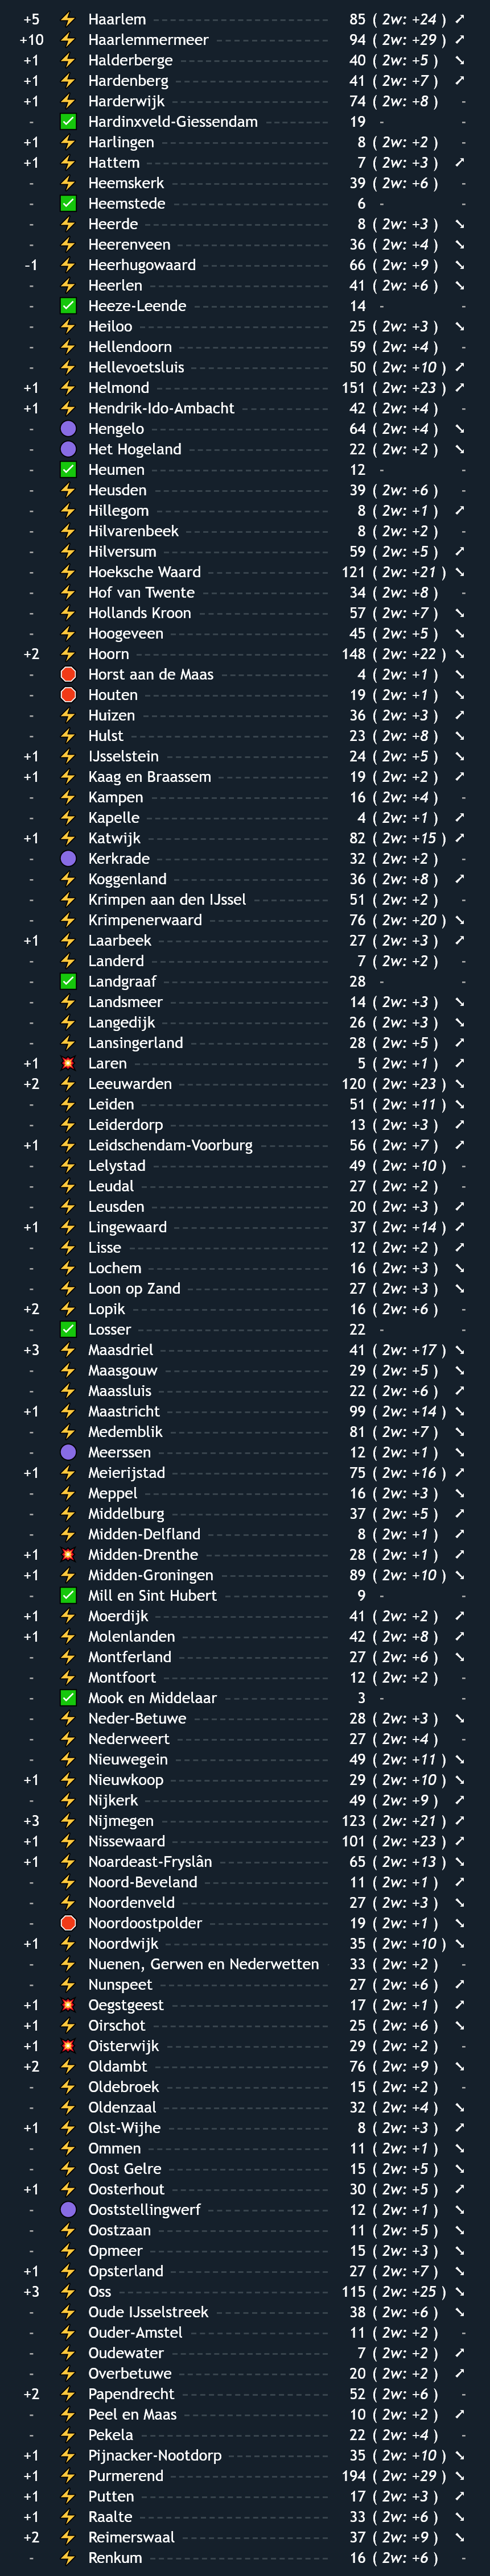 +5 ⚡ Haarlem 85 ( 2w: +24 ) ↗
+10 ⚡ Haarlemmermeer 94 ( 2w: +29 ) ↗
+1 ⚡ Halderberge 40 ( 2w: +5 ) ↘
+1 ⚡ Hardenberg 41 ( 2w: +7 ) ↗
+1 ⚡ Harderwijk 74 ( 2w: +8 ) -
- ✅ Hardinxveld-Giessendam 19 - -
+1 ⚡ Harlingen 8 ( 2w: +2 ) -
+1 ⚡ Hattem 7 ( 2w: +3 ) ↗
- ⚡ Heemskerk 39 ( 2w: +6 ) -
- ✅ Heemstede 6 - -
- ⚡ Heerde 8 ( 2w: +3 ) ↘
- ⚡ Heerenveen 36 ( 2w: +4 ) ↘
-1 ⚡ Heerhugowaard 66 ( 2w: +9 ) ↘
- ⚡ Heerlen 41 ( 2w: +6 ) ↘
- ✅ Heeze-Leende 14 - -
- ⚡ Heiloo 25 ( 2w: +3 ) ↘
- ⚡ Hellendoorn 59 ( 2w: +4 ) -
- ⚡ Hellevoetsluis 50 ( 2w: +10 ) ↗
+1 ⚡ Helmond 151 ( 2w: +23 ) ↗
+1 ⚡ Hendrik-Ido-Ambacht 42 ( 2w: +4 ) -
- 🟣 Hengelo 64 ( 2w: +4 ) ↘
- 🟣 Het Hogeland 22 ( 2w: +2 ) ↘
- ✅ Heumen 12 - -
- ⚡ Heusden 39 ( 2w: +6 ) -
- ⚡ Hillegom 8 ( 2w: +1 ) ↗
- ⚡ Hilvarenbeek 8 ( 2w: +2 ) -
- ⚡ Hilversum 59 ( 2w: +5 ) ↗
- ⚡ Hoeksche Waard 121 ( 2w: +21 ) ↘
- ⚡ Hof van Twente 34 ( 2w: +8 ) -
- ⚡ Hollands Kroon 57 ( 2w: +7 ) ↘
- ⚡ Hoogeveen 45 ( 2w: +5 ) ↘
+2 ⚡ Hoorn 148 ( 2w: +22 ) ↘
- 🛑 Horst aan de Maas 4 ( 2w: +1 ) ↘
- 🛑 Houten 19 ( 2w: +1 ) ↘
- ⚡ Huizen 36 ( 2w: +3 ) ↗
- ⚡ Hulst 23 ( 2w: +8 ) ↘
+1 ⚡ IJsselstein 24 ( 2w: +5 ) ↘
+1 ⚡ Kaag en Braassem 19 ( 2w: +2 ) ↗
- ⚡ Kampen 16 ( 2w: +4 ) -
- ⚡ Kapelle 4 ( 2w: +1 ) ↗
+1 ⚡ Katwijk 82 ( 2w: +15 ) ↗
- 🟣 Kerkrade 32 ( 2w: +2 ) -
- ⚡ Koggenland 36 ( 2w: +8 ) ↗
- ⚡ Krimpen aan den IJssel 51 ( 2w: +2 ) -
- ⚡ Krimpenerwaard 76 ( 2w: +20 ) ↘
+1 ⚡ Laarbeek 27 ( 2w: +3 ) ↗
- ⚡ Landerd 7 ( 2w: +2 ) -
- ✅ Landgraaf 28 - -
- ⚡ Landsmeer 14 ( 2w: +3 ) ↘
- ⚡ Langedijk 26 ( 2w: +3 ) ↘
- ⚡ Lansingerland 28 ( 2w: +5 ) ↗
+1 💥 Laren 5 ( 2w: +1 ) ↗
+2 ⚡ Leeuwarden 120 ( 2w: +23 ) ↘
- ⚡ Leiden 51 ( 2w: +11 ) ↘
- ⚡ Leiderdorp 13 ( 2w: +3 ) ↗
+1 ⚡ Leidschendam-Voorburg 56 ( 2w: +7 ) ↗
- ⚡ Lelystad 49 ( 2w: +10 ) -
- ⚡ Leudal 27 ( 2w: +2 ) -
- ⚡ Leusden 20 ( 2w: +3 ) ↗
+1 ⚡ Lingewaard 37 ( 2w: +14 ) ↗
- ⚡ Lisse 12 ( 2w: +2 ) ↗
- ⚡ Lochem 16 ( 2w: +3 ) ↘
- ⚡ Loon op Zand 27 ( 2w: +3 ) ↘
+2 ⚡ Lopik 16 ( 2w: +6 ) -
- ✅ Losser 22 - -
+3 ⚡ Maasdriel 41 ( 2w: +17 ) ↘
- ⚡ Maasgouw 29 ( 2w: +5 ) ↘
- ⚡ Maassluis 22 ( 2w: +6 ) ↗
+1 ⚡ Maastricht 99 ( 2w: +14 ) ↘
- ⚡ Medemblik 81 ( 2w: +7 ) ↘
- 🟣 Meerssen 12 ( 2w: +1 ) ↘
+1 ⚡ Meierijstad 75 ( 2w: +16 ) ↗
- ⚡ Meppel 16 ( 2w: +3 ) ↘
- ⚡ Middelburg 37 ( 2w: +5 ) ↗
- ⚡ Midden-Delfland 8 ( 2w: +1 ) ↗
+1 💥 Midden-Drenthe 28 ( 2w: +1 ) ↗
+1 ⚡ Midden-Groningen 89 ( 2w: +10 ) ↘
- ✅ Mill en Sint Hubert 9 - -
+1 ⚡ Moerdijk 41 ( 2w: +2 ) ↗
+1 ⚡ Molenlanden 42 ( 2w: +8 ) ↗
- ⚡ Montferland 27 ( 2w: +6 ) ↘
- ⚡ Montfoort 12 ( 2w: +2 ) -
- ✅ Mook en Middelaar 3 - -
- ⚡ Neder-Betuwe 28 ( 2w: +3 ) ↘
- ⚡ Nederweert 27 ( 2w: +4 ) -
- ⚡ Nieuwegein 49 ( 2w: +11 ) ↘
+1 ⚡ Nieuwkoop 29 ( 2w: +10 ) ↘
- ⚡ Nijkerk 49 ( 2w: +9 ) ↗
+3 ⚡ Nijmegen 123 ( 2w: +21 ) ↗
+1 ⚡ Nissewaard 101 ( 2w: +23 ) ↗
+1 ⚡ Noardeast-Fryslân 65 ( 2w: +13 ) ↘
- ⚡ Noord-Beveland 11 ( 2w: +1 ) ↗
- ⚡ Noordenveld 27 ( 2w: +3 ) ↘
- 🛑 Noordoostpolder 19 ( 2w: +1 ) ↘
+1 ⚡ Noordwijk 35 ( 2w: +10 ) ↘
- ⚡ Nuenen, Gerwen en Nederwetten 33 ( 2w: +2 ) -
- ⚡ Nunspeet 27 ( 2w: +6 ) ↗
+1 💥 Oegstgeest 17 ( 2w: +1 ) ↗
+1 ⚡ Oirschot 25 ( 2w: +6 ) ↘
+1 💥 Oisterwijk 29 ( 2w: +2 ) -
+2 ⚡ Oldambt 76 ( 2w: +9 ) ↘
- ⚡ Oldebroek 15 ( 2w: +2 ) -
- ⚡ Oldenzaal 32 ( 2w: +4 ) ↘
+1 ⚡ Olst-Wijhe 8 ( 2w: +3 ) ↗
- ⚡ Ommen 11 ( 2w: +1 ) ↘
- ⚡ Oost Gelre 15 ( 2w: +5 ) ↘
+1 ⚡ Oosterhout 30 ( 2w: +5 ) ↗
- 🟣 Ooststellingwerf 12 ( 2w: +1 ) ↘
- ⚡ Oostzaan 11 ( 2w: +5 ) ↘
- ⚡ Opmeer 15 ( 2w: +3 ) ↘
+1 ⚡ Opsterland 27 ( 2w: +7 ) ↘
+3 ⚡ Oss 115 ( 2w: +25 ) ↘
- ⚡ Oude IJsselstreek 38 ( 2w: +6 ) ↘
- ⚡ Ouder-Amstel 11 ( 2w: +2 ) -
- ⚡ Oudewater 7 ( 2w: +2 ) ↗
- ⚡ Overbetuwe 20 ( 2w: +2 ) ↗
+2 ⚡ Papendrecht 52 ( 2w: +6 ) -
- ⚡ Peel en Maas 10 ( 2w: +2 ) ↗
- ⚡ Pekela 22 ( 2w: +4 ) -
+1 ⚡ Pijnacker-Nootdorp 35 ( 2w: +10 ) ↘
+1 ⚡ Purmerend 194 ( 2w: +29 ) ↘
+1 ⚡ Putten 17 ( 2w: +3 ) ↗
+1 ⚡ Raalte 33 ( 2w: +6 ) ↘
+2 ⚡ Reimerswaal 37 ( 2w: +9 ) ↘
- ⚡ Renkum 16 ( 2w: +6 ) -